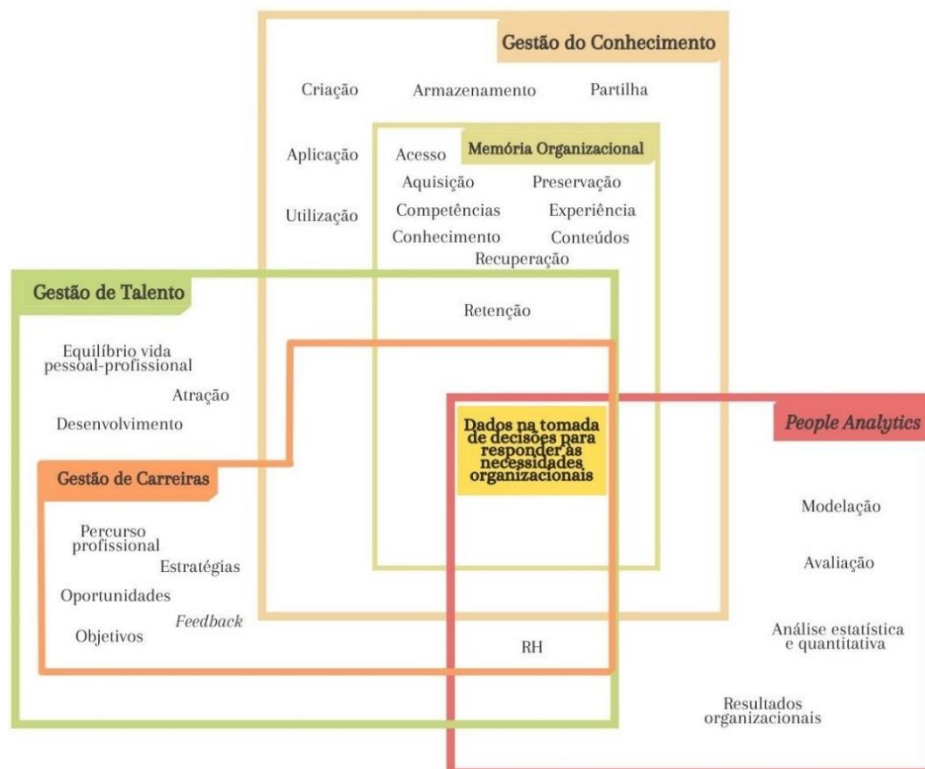 Gestão do Conhecimento
Criação
Armazenamento
Partilha
Aplicação
Acesso
Memória Organizacional
Aquisição
Preservação
Utilização
Competências
Experiência
Conhecimento
Conteúdos
Recuperação
Gestão de Talento
Retenção
Equilíbrio vida
pessoal-profissional
Atração
Desenvolvimento
Dados na tomada
de decisões para
responder às
necessidades
organizacionais
People Analytics
Gestão de Carreiras
Modelação
Percurso
profissional
Estratégias
Avaliação
Oportunidades
Feedback
Objetivos
RH
Análise estatística
e quantitativa
Resultados
organizacionais